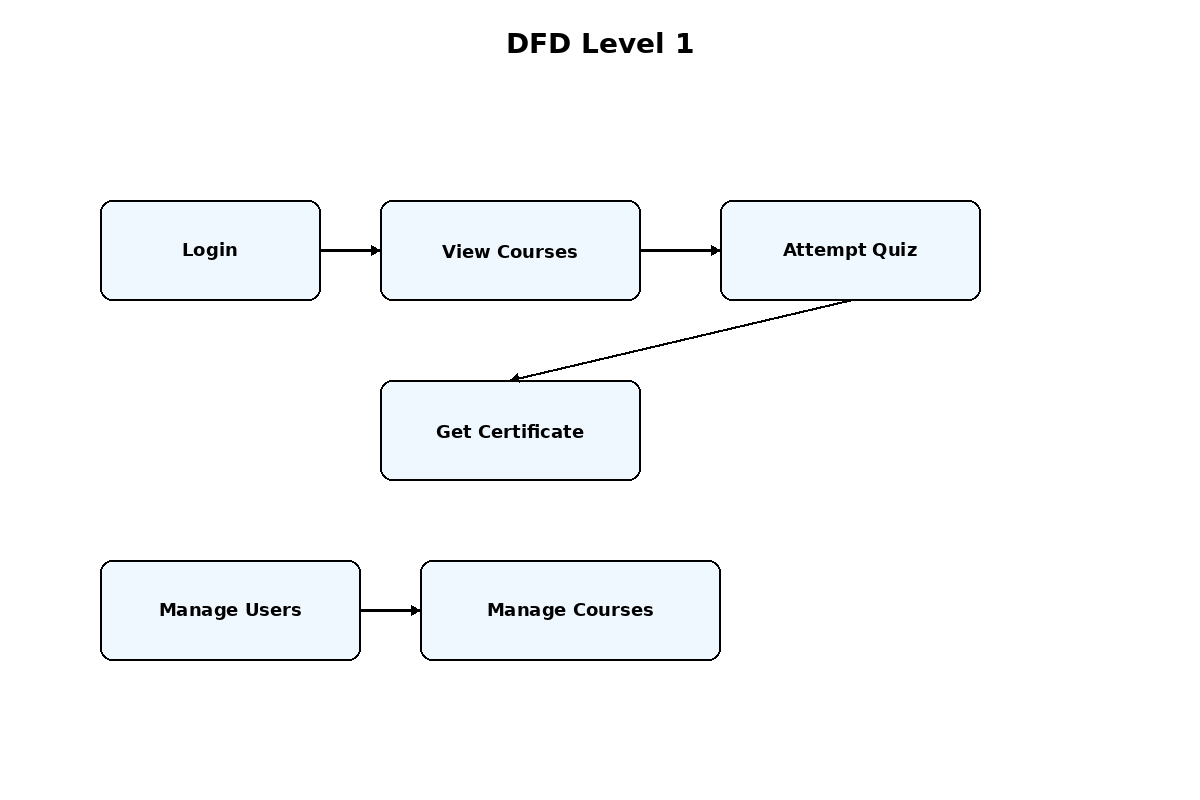 DFD Level 1
Login
View Courses
Attempt Quiz
Get Certificate
Manage Users
Manage Courses